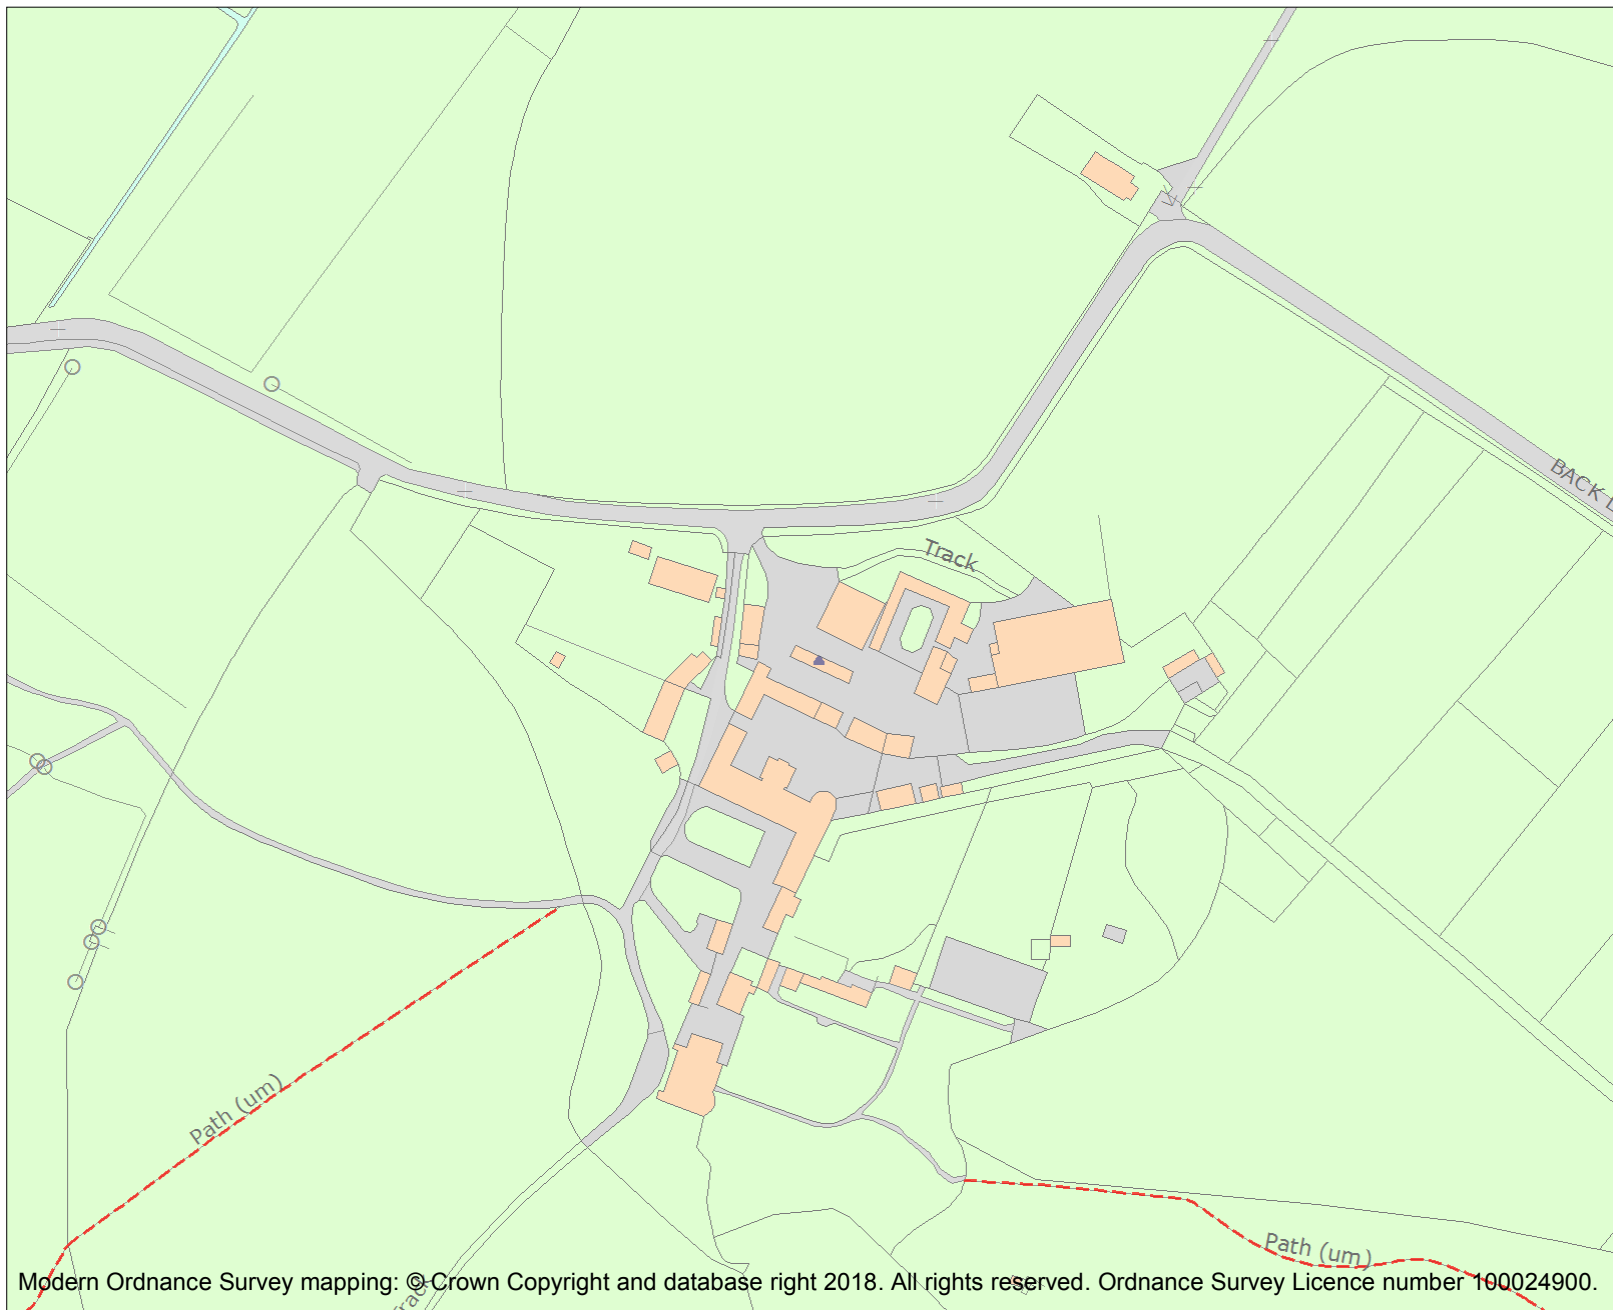 BACK L
Track
Path (um)
Path (um)
Track
Modern Ordnance Survey mapping: © Crown Copyright and database right 2018. All rights reserved. Ordnance Survey Licence number 100024900.